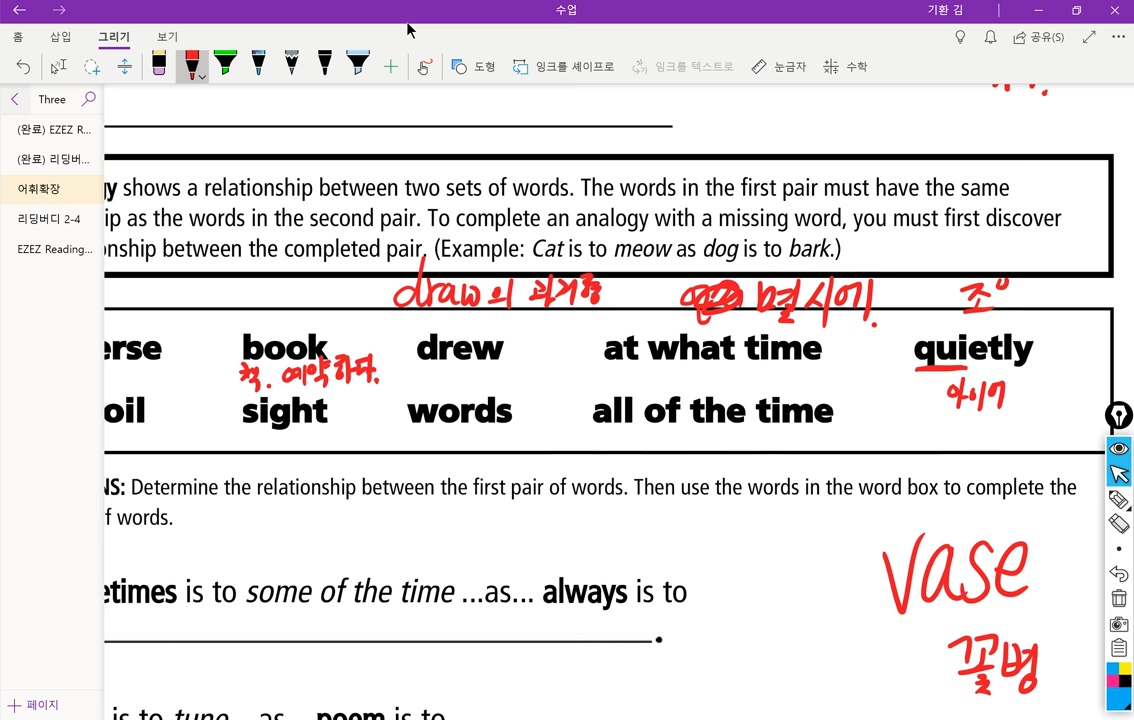 수업
기환 김
홈 삽입 그리기 보기
공유(S)
도형 잉크를 셰이프로 잉크를 텍스트로 눈금자 수학
Three
(완료) EZEZ R...
(완료) 리딩버...
어휘확장
리딩버디 2-4
EZEZ Reading...
페이지
gy shows a relationship between two sets of words. The words in the first pair must have the same
ip as the words in the second pair. To complete an analogy with a missing word, you must first discover
onship between the completed pair. (Example: Cat is to meow as dog is to bark.)
draw의 과거형 몇 시에! 조
erse book drew at what time quietly
책. 예약하다.
oil sight words all of the time
NS: Determine the relationship between the first pair of words. Then use the words in the word box to complete the
f words.
vase
꽃병
etimes is to some of the time ...as... always is to
.
is to tune as poem is to